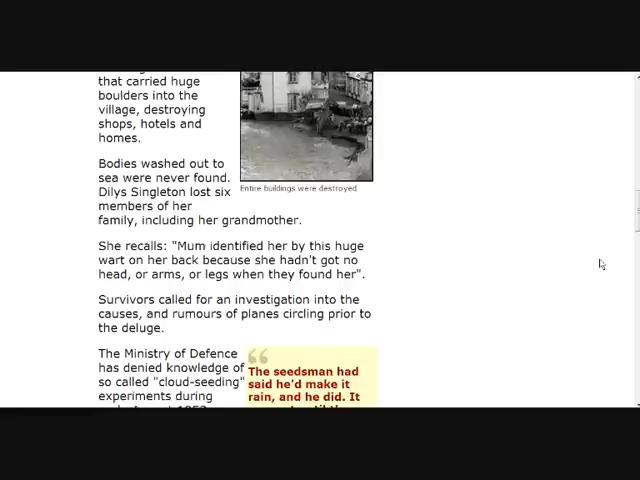 that carried huge
boulders into the
village, destroying
shops, hotels and
homes.
Entire buildings were destroyed
Bodies washed out to
sea were never found.
Dilys Singleton lost six
members of her
family, including her grandmother.
She recalls: "Mum identified her by this huge
wart on her back because she hadn't got no
head, or arms, or legs when they found her".
Survivors called for an investigation into the
causes, and rumours of planes circling prior to
the deluge.
The Ministry of Defence
has denied knowledge of
so called "cloud-seeding"
experiments during
The seedsman had
said he'd make it
rain, and he did. It